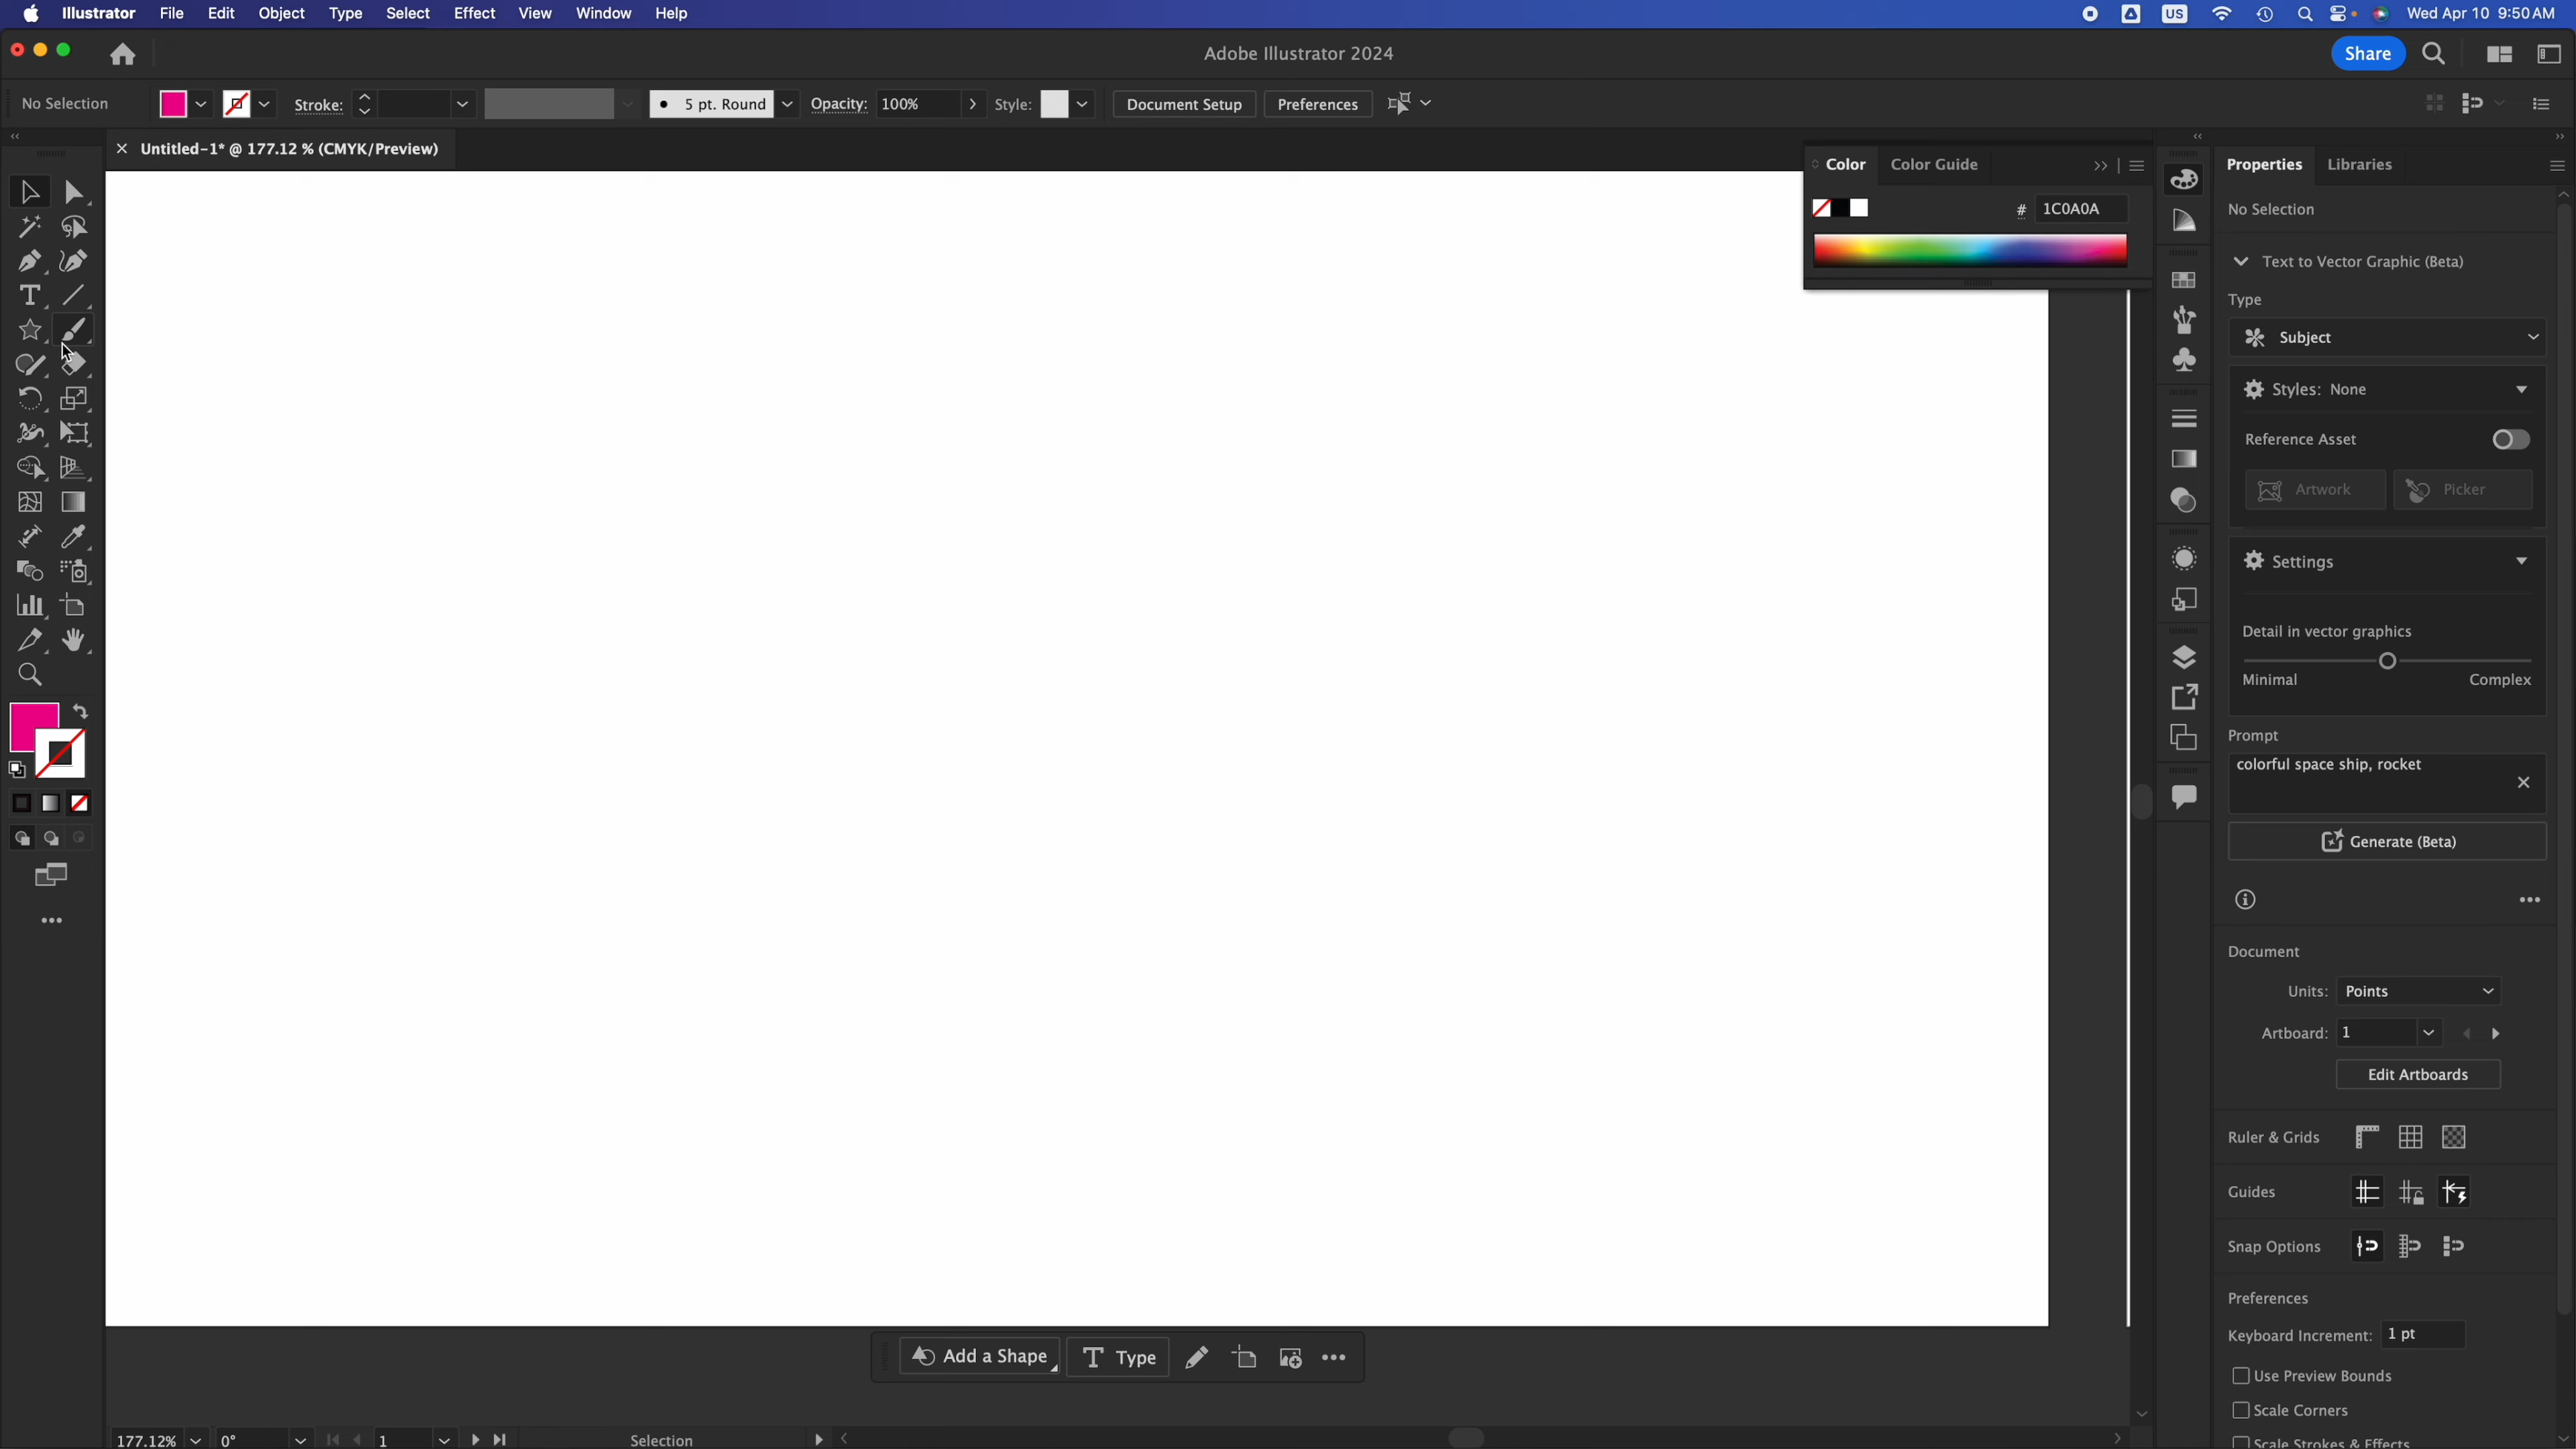 Illustrator File Edit Object Type Select Effect View Window Help US Wed Apr 10 9:50 AM
Adobe Illustrator 2024 Share
No Selection Stroke: 5 pt. Round Opacity: 100% Style: Document Setup Preferences
Untitled-1* @ 177.12 % (CMYK/Preview)
Color Color Guide
# 1C0A0A
Properties Libraries
No Selection
Text to Vector Graphic (Beta)
Type
Subject
Styles: None
Reference Asset
Artwork Picker
Settings
Detail in vector graphics
Minimal Complex
Prompt
colorful space ship, rocket
Generate (Beta)
Document
Units: Points
Artboard: 1
Edit Artboards
Ruler & Grids
Guides
Snap Options
Preferences
Keyboard Increment: 1 pt
Use Preview Bounds
Scale Corners
Scale Strokes & Effects
T
Add a Shape T Type
177.12% 0° 1 Selection